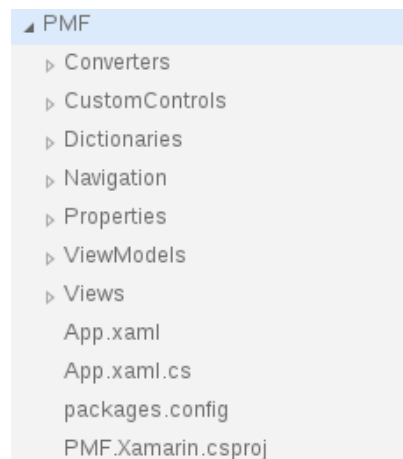 PMF
Converters
CustomControls
Dictionaries
Navigation
Properties
ViewModels
Views
App.xaml
App.xaml.cs
packages.config
PMF.Xamarin.csproj